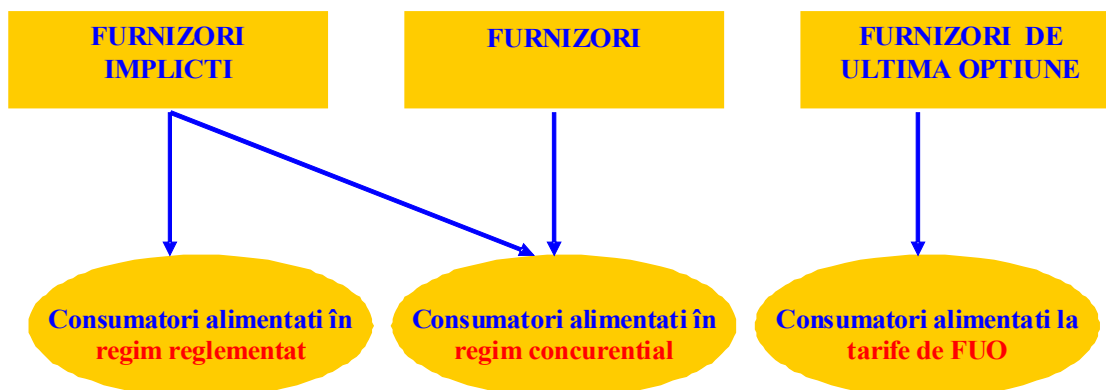 FURNIZORI
IMPLICTI
FURNIZORI
FURNIZORI DE
ULTIMA OPTIUNE
Consumatori alimentati în
regim reglementat
Consumatori alimentati în
regim concurential
Consumatori alimentati la
tarife de FUO